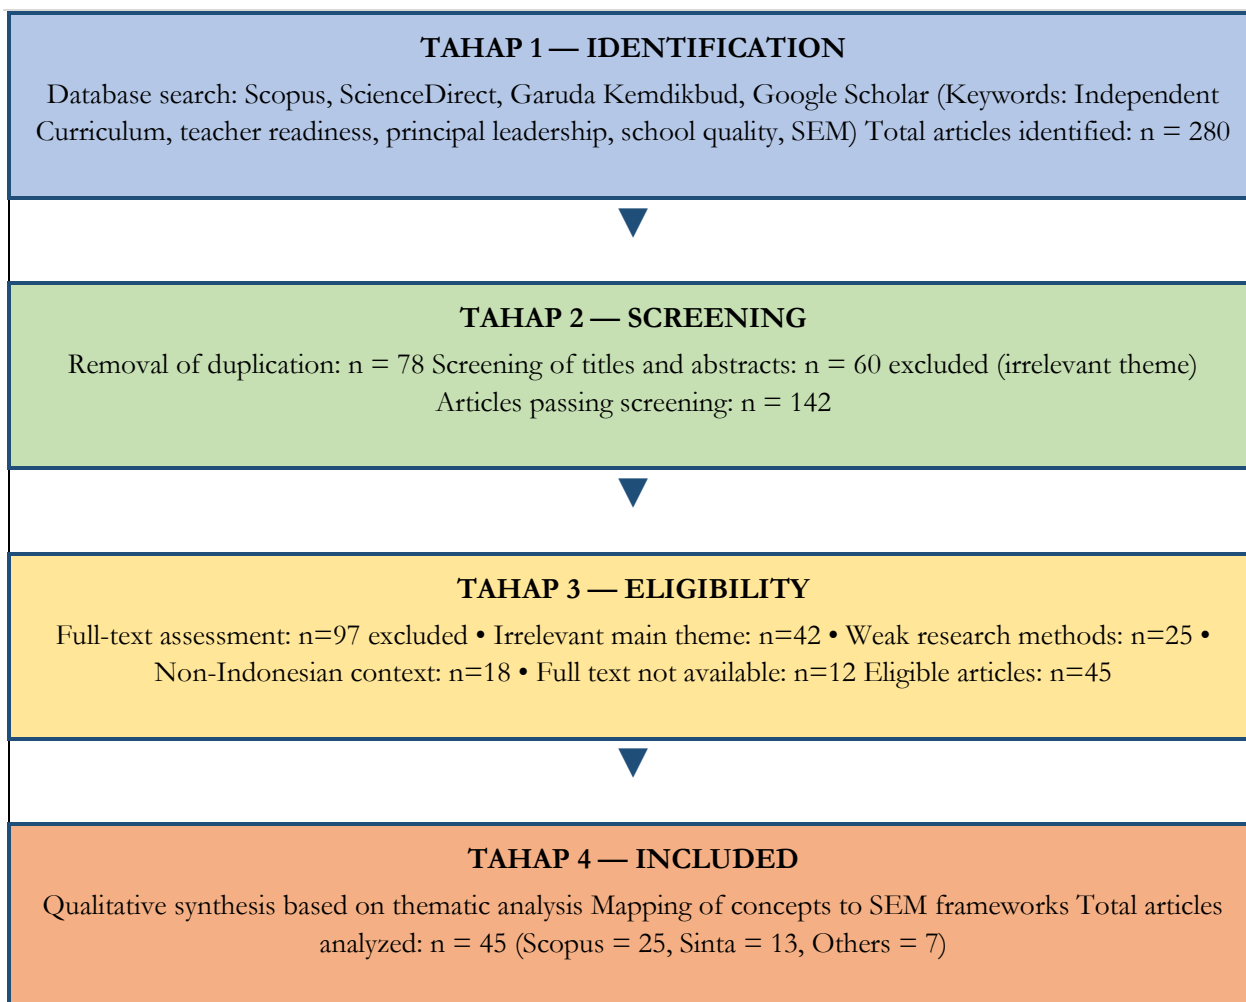 TAHAP 1 — IDENTIFICATION
Database search: Scopus, ScienceDirect, Garuda Kemdikbud, Google Scholar (Keywords: Independent
Curriculum, teacher readiness, principal leadership, school quality, SEM) Total articles identified: n = 280
TAHAP 2 — SCREENING
Removal of duplication: n = 78 Screening of titles and abstracts: n = 60 excluded (irrelevant theme)
Articles passing screening: n = 142
TAHAP 3 — ELIGIBILITY
Full-text assessment: n=97 excluded • Irrelevant main theme: n=42 • Weak research methods: n=25 •
Non-Indonesian context: n=18 • Full text not available: n=12 Eligible articles: n=45
TAHAP 4 — INCLUDED
Qualitative synthesis based on thematic analysis Mapping of concepts to SEM frameworks Total articles
analyzed: n = 45 (Scopus = 25, Sinta = 13, Others = 7)